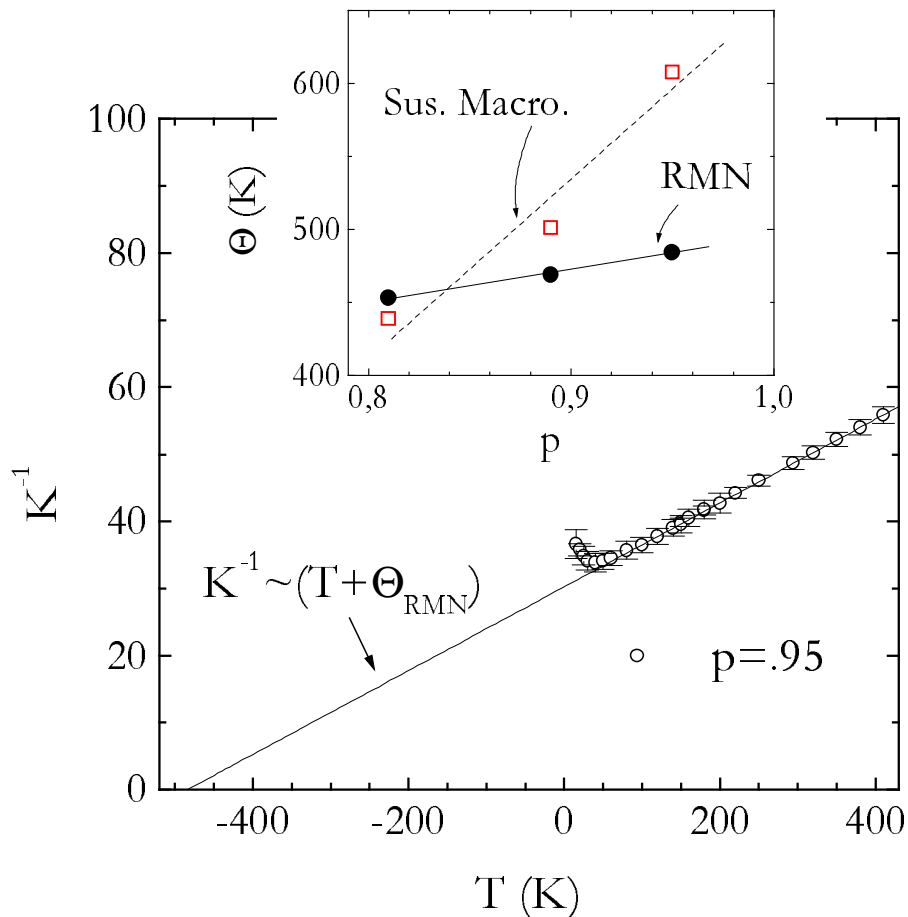 600
500
400
0,8
0,9
1,0
Θ (K)
p
Sus. Macro.
RMN
100
80
60
40
20
0
K⁻¹
K⁻¹~(T+Θ_RMN)
p=.95
-400
-200
0
200
400
T (K)